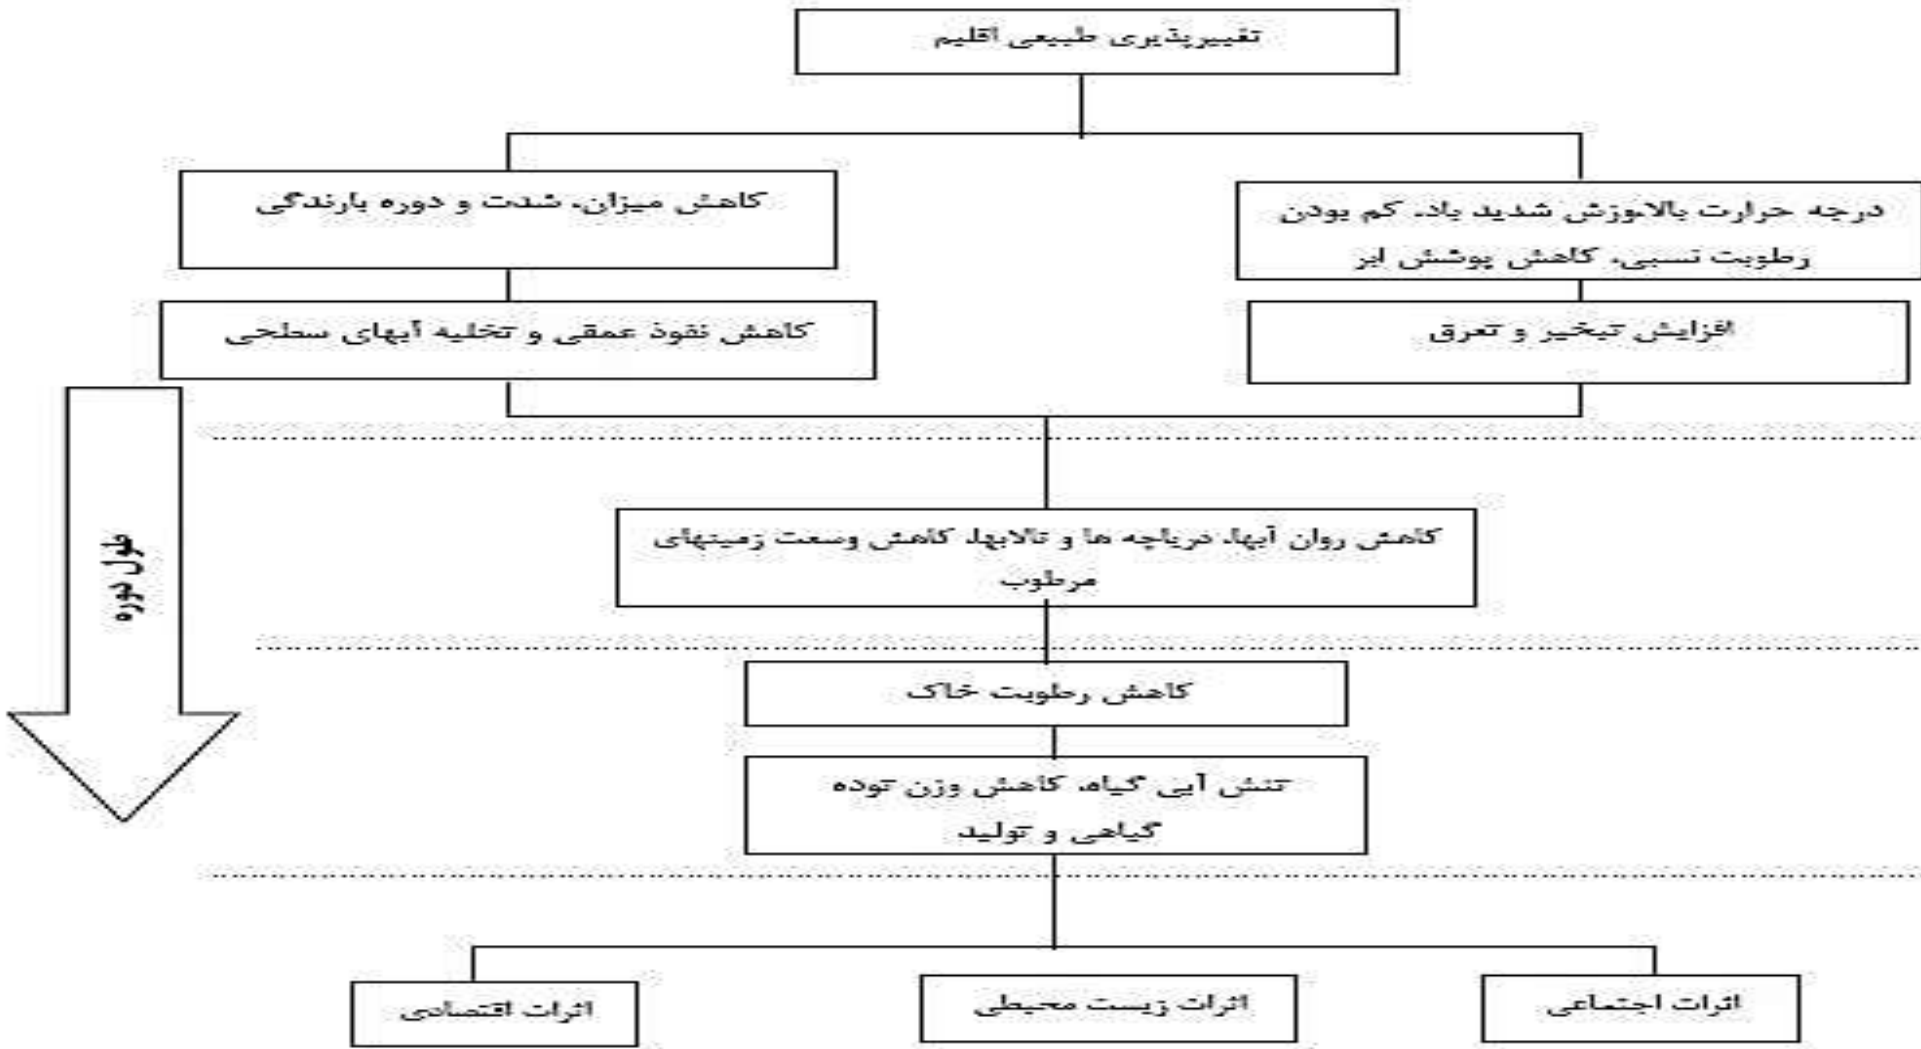 تغییرپذیری طبیعی اقلیم
درجه حرارت بالا،وزش شدید باد، کم بودن
رطوبت نسبی، کاهش پوشش ابر
کاهش میزان، شدت و دوره بارندگی
افزایش تبخیر و تعرق
کاهش نفوذ عمقی و تخلیه آبهای سطحی
طول دوره
کاهش روان آبها، دریاچه ها و تالابها، کاهش وسعت زمینهای
مرطوب
کاهش رطوبت خاک
تنش آبی گیاه، کاهش وزن توده
گیاهی و تولید
اثرات اجتماعی
اثرات زیست محیطی
اثرات اقتصادی